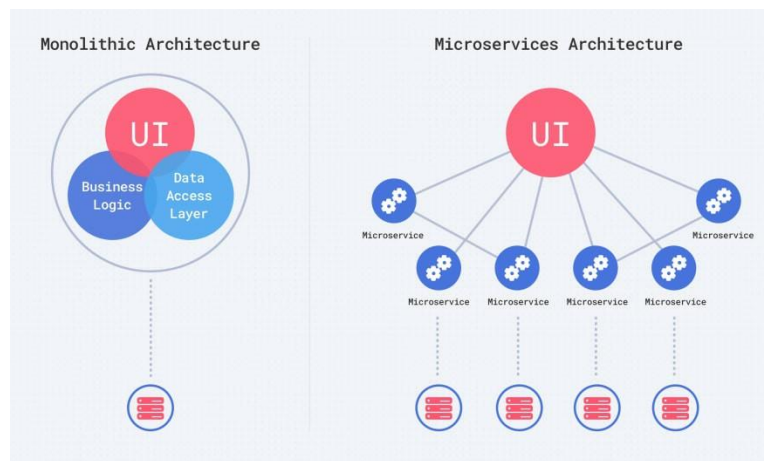 Monolithic Architecture
UI
Business
Logic
Data
Access
Layer
Microservices Architecture
UI
Microservice
Microservice
Microservice
Microservice
Microservice
Microservice